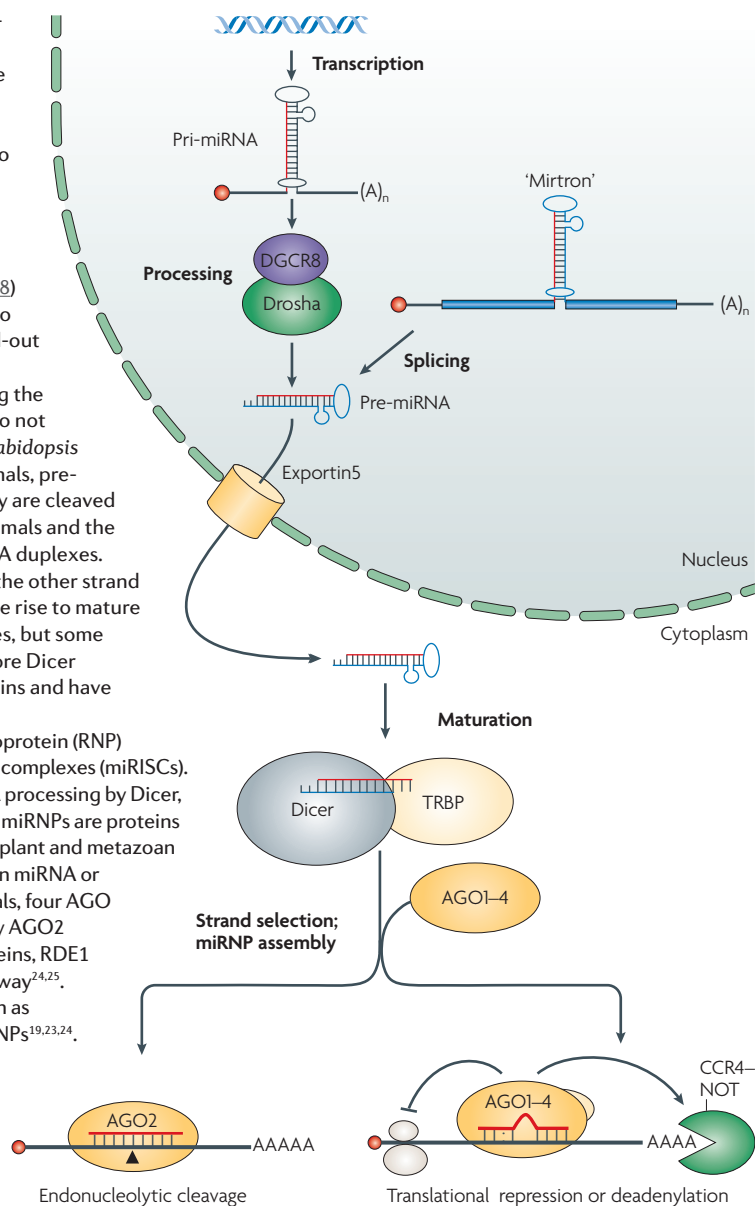 e
o
8)
o
-out
g the
o not
abidopsis
nals, pre-
y are cleaved
mals and the
A duplexes.
the other strand
e rise to mature
es, but some
ore Dicer
ins and have
oprotein (RNP)
complexes (miRISCs).
processing by Dicer,
miRNPs are proteins
plant and metazoan
n miRNA or
als, four AGO
y AGO2
eins, RDE1
way24,25.
n as
NPs19,23,24.
Transcription
Pri-miRNA
(A)n
'Mirtron'
(A)n
Processing
DGCR8
Drosha
Splicing
Pre-miRNA
Exportin5
Nucleus
Cytoplasm
Maturation
Dicer
TRBP
AGO1–4
Strand selection;
miRNP assembly
AGO2
AAAAA
Endonucleolytic cleavage
AGO1–4
AAAA
CCR4–
NOT
Translational repression or deadenylation